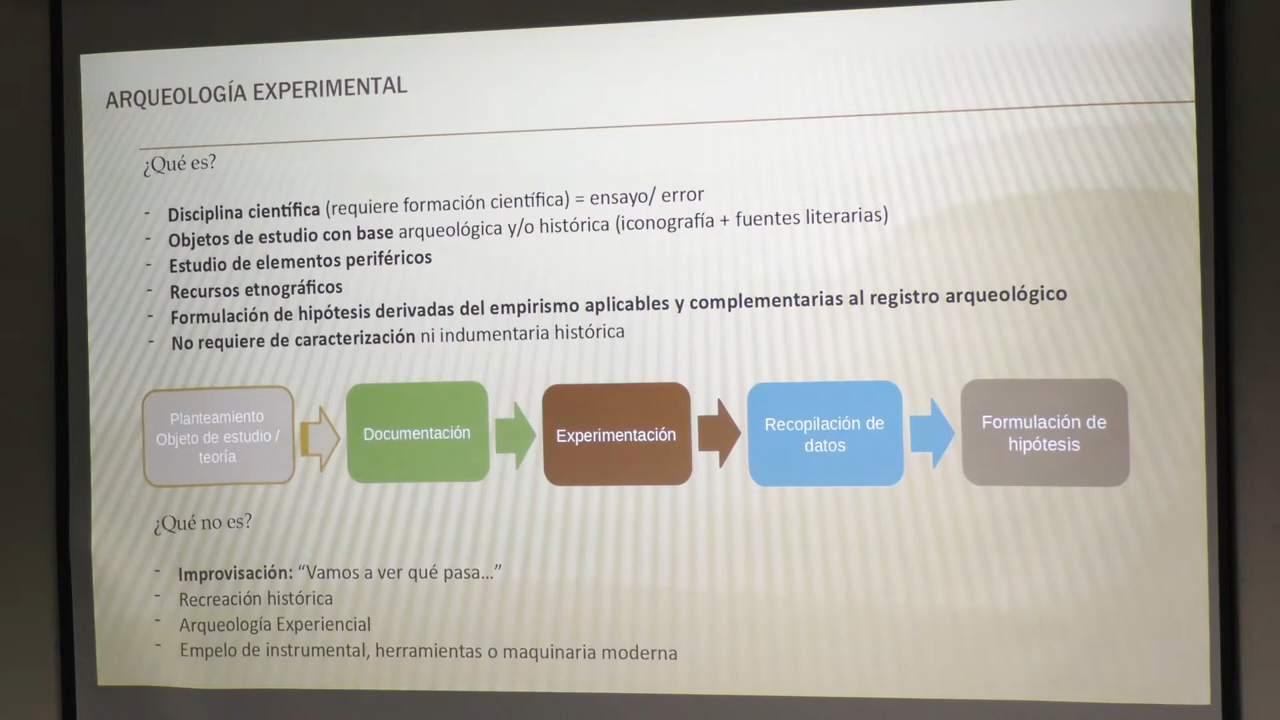 ARQUEOLOGÍA EXPERIMENTAL
¿Qué es?
- Disciplina científica (requiere formación científica) = ensayo/ error
- Objetos de estudio con base arqueológica y/o histórica (iconografía + fuentes literarias)
- Estudio de elementos periféricos
- Recursos etnográficos
- Formulación de hipótesis derivadas del empirismo aplicables y complementarias al registro arqueológico
- No requiere de caracterización ni indumentaria histórica
Planteamiento
Objeto de estudio /
teoría
Documentación
Experimentación
Recopilación de
datos
Formulación de
hipótesis
¿Qué no es?
- Improvisación: “Vamos a ver qué pasa...”
- Recreación histórica
- Arqueología Experiencial
- Empelo de instrumental, herramientas o maquinaria moderna